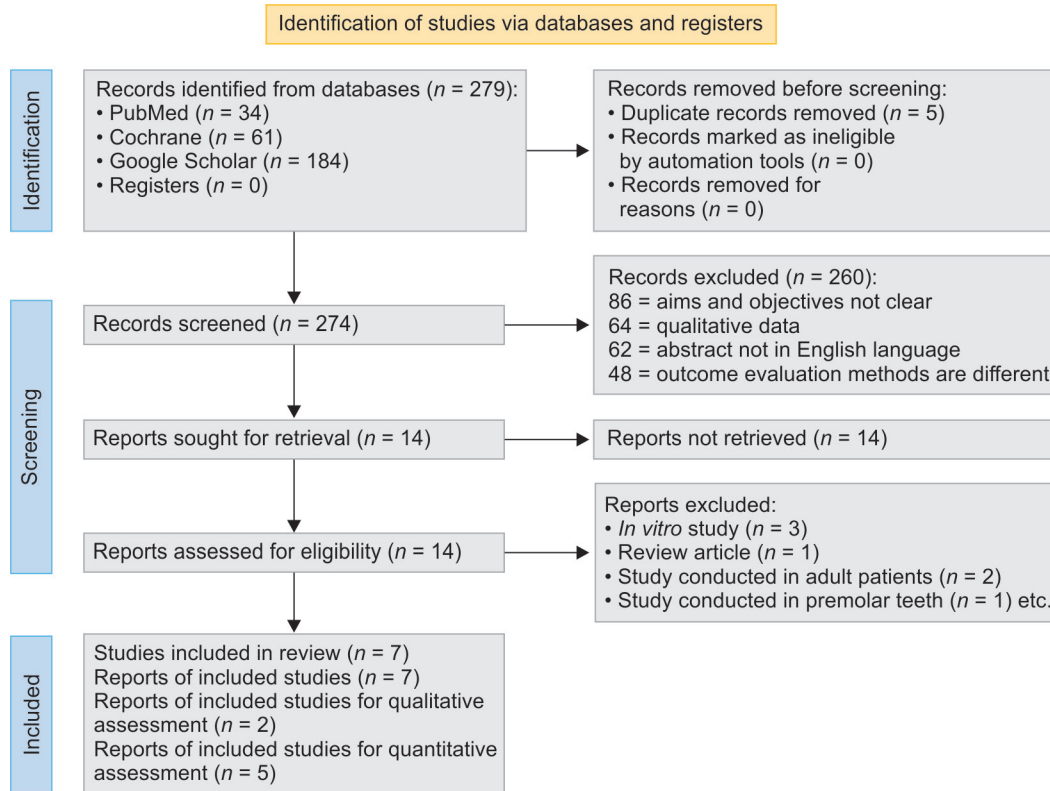 Identification of studies via databases and registers
Identification
Records identified from databases (n = 279):
• PubMed (n = 34)
• Cochrane (n = 61)
• Google Scholar (n = 184)
• Registers (n = 0)
Records removed before screening:
• Duplicate records removed (n = 5)
• Records marked as ineligible
by automation tools (n = 0)
• Records removed for
reasons (n = 0)
Screening
Records screened (n = 274)
Records excluded (n = 260):
86 = aims and objectives not clear
64 = qualitative data
62 = abstract not in English language
48 = outcome evaluation methods are different
Reports sought for retrieval (n = 14)
Reports not retrieved (n = 14)
Reports assessed for eligibility (n = 14)
Reports excluded:
• In vitro study (n = 3)
• Review article (n = 1)
• Study conducted in adult patients (n = 2)
• Study conducted in premolar teeth (n = 1) etc.
Included
Studies included in review (n = 7)
Reports of included studies (n = 7)
Reports of included studies for qualitative
assessment (n = 2)
Reports of included studies for quantitative
assessment (n = 5)